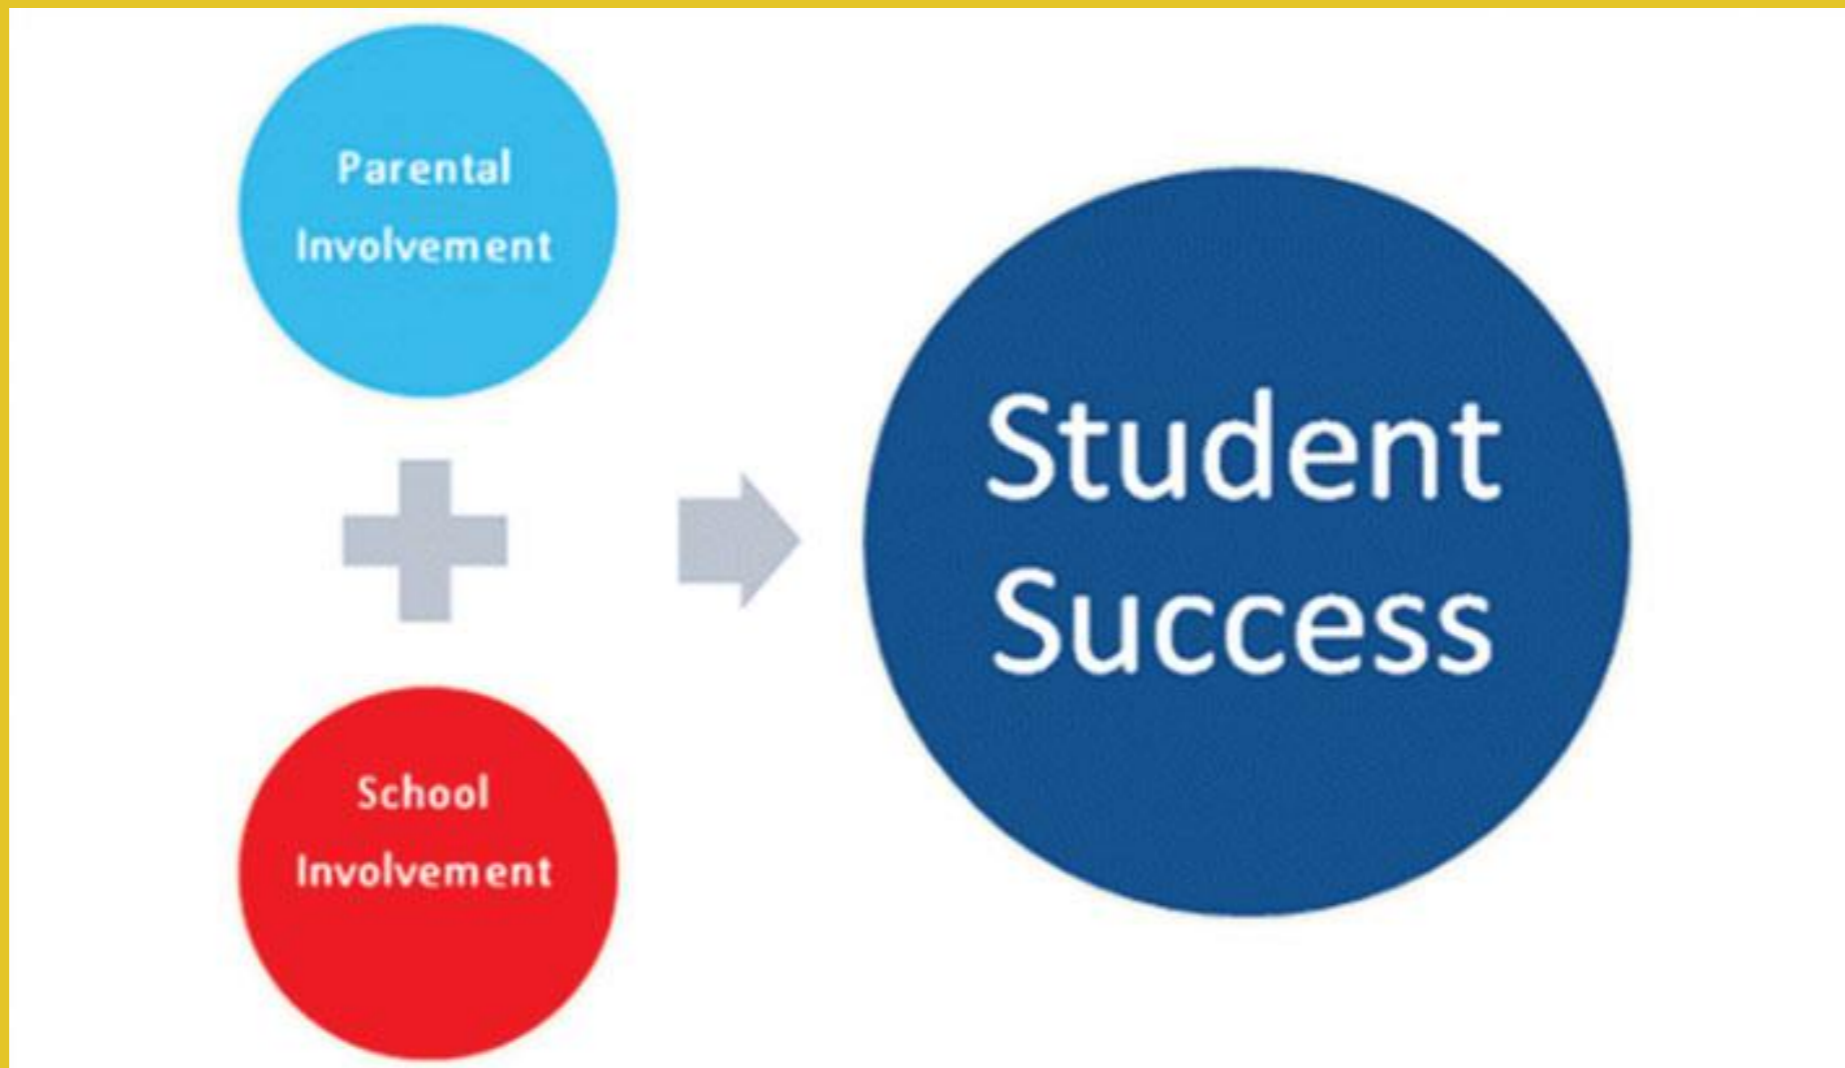 Parental
Involvement
School
Involvement
Student
Success